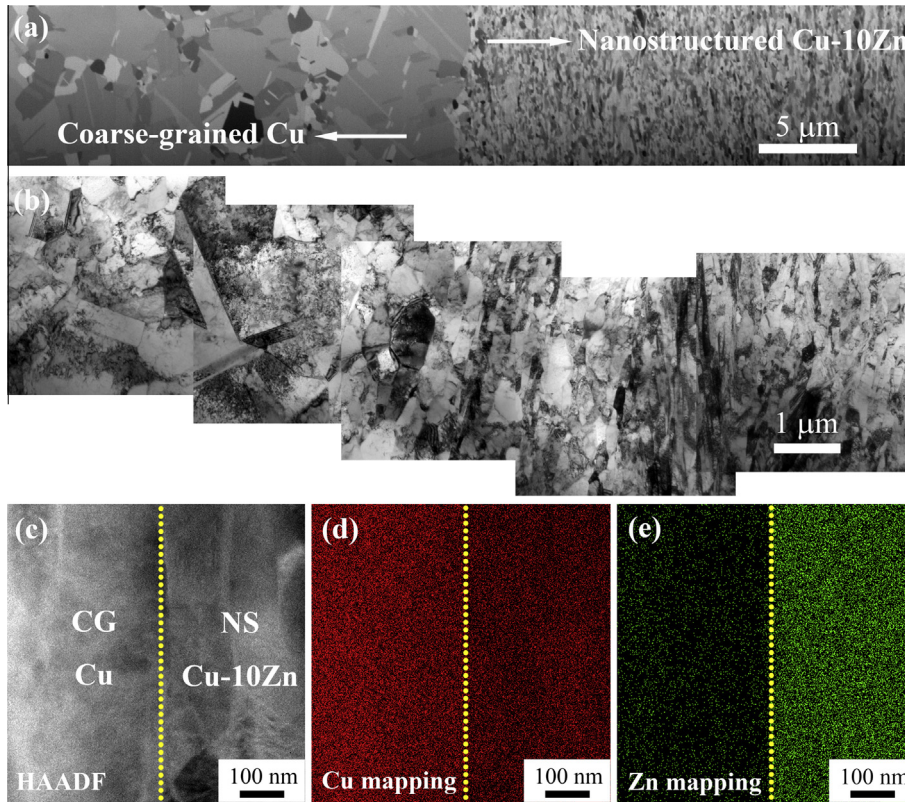 (a)
Nanostructured Cu-10Zn
Coarse-grained Cu
5 μm
(b)
1 μm
(c)
CG
NS
Cu
Cu-10Zn
HAADF
100 nm
(d)
Cu mapping
100 nm
(e)
Zn mapping
100 nm